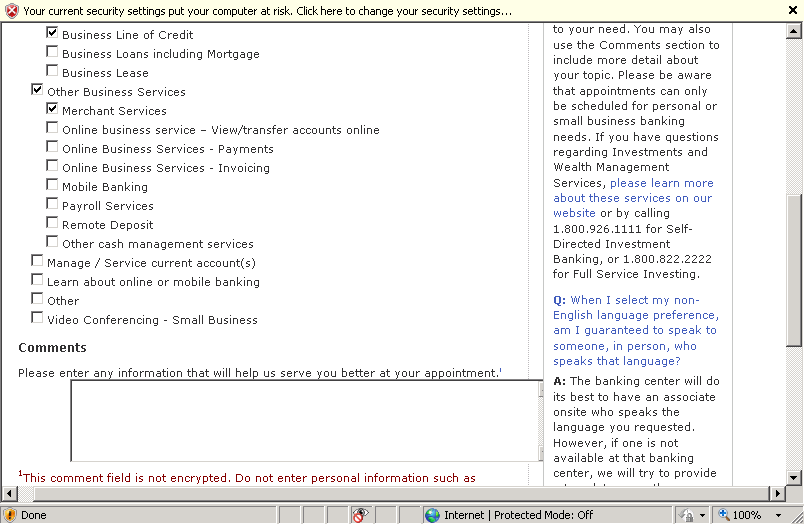 Your current security settings put your computer at risk. Click here to change your security settings...
Business Line of Credit
Business Loans including Mortgage
Business Lease
Other Business Services
Merchant Services
Online business service – View/transfer accounts online
Online Business Services - Payments
Online Business Services - Invoicing
Mobile Banking
Payroll Services
Remote Deposit
Other cash management services
Manage / Service current account(s)
Learn about online or mobile banking
Other
Video Conferencing - Small Business
Comments
Please enter any information that will help us serve you better at your appointment.¹
¹This comment field is not encrypted. Do not enter personal information such as
to your need. You may also
use the Comments section to
include more detail about
your topic. Please be aware
that appointments can only
be scheduled for personal or
small business banking
needs. If you have questions
regarding Investments and
Wealth Management
Services, please learn more
about these services on our
website or by calling
1.800.926.1111 for Self-
Directed Investment
Banking, or 1.800.822.2222
for Full Service Investing.
Q: When I select my non-
English language preference,
am I guaranteed to speak to
someone, in person, who
speaks that language?
A: The banking center will do
its best to have an associate
onsite who speaks the
language you requested.
However, if one is not
available at that banking
center, we will try to provide
Done
Internet | Protected Mode: Off
100%